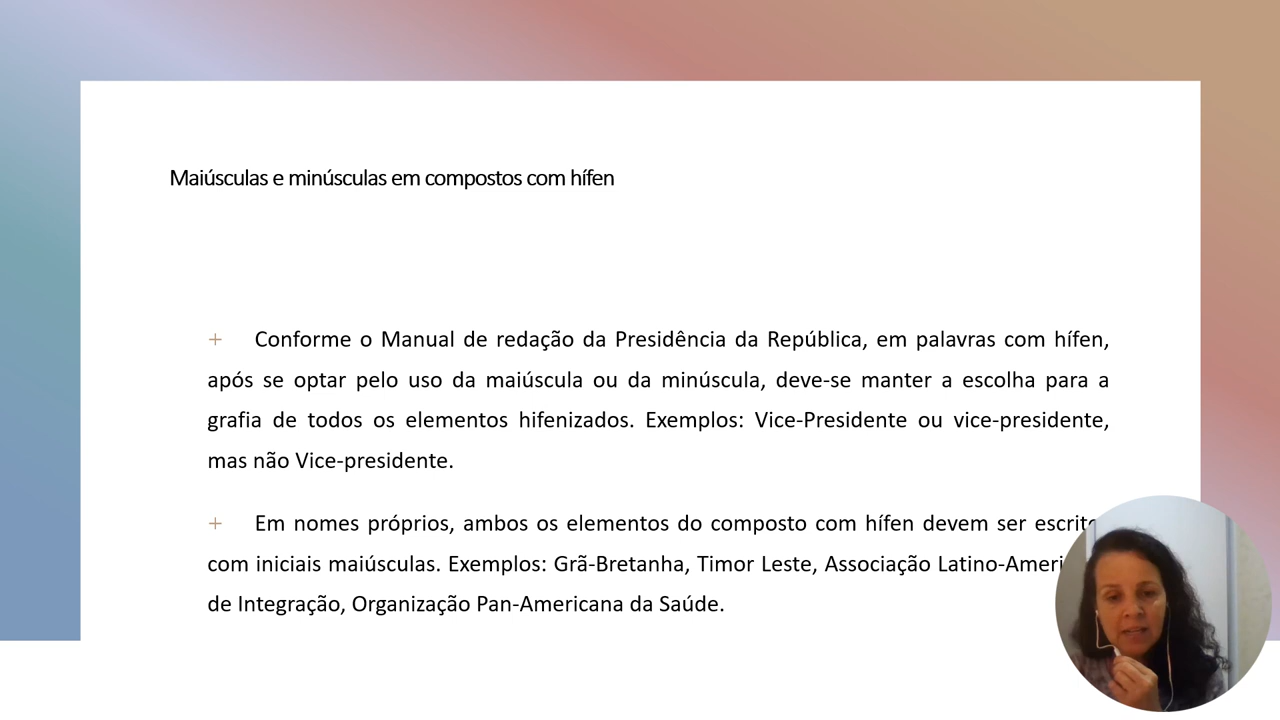 Maiúsculas e minúsculas em compostos com hífen
+ Conforme o Manual de redação da Presidência da República, em palavras com hífen,
após se optar pelo uso da maiúscula ou da minúscula, deve-se manter a escolha para a
grafia de todos os elementos hifenizados. Exemplos: Vice-Presidente ou vice-presidente,
mas não Vice-presidente.
+ Em nomes próprios, ambos os elementos do composto com hífen devem ser
com iniciais maiúsculas. Exemplos: Grã-Bretanha, Timor Leste, Associação
de Integração, Organização Pan-Americana da Saúde.